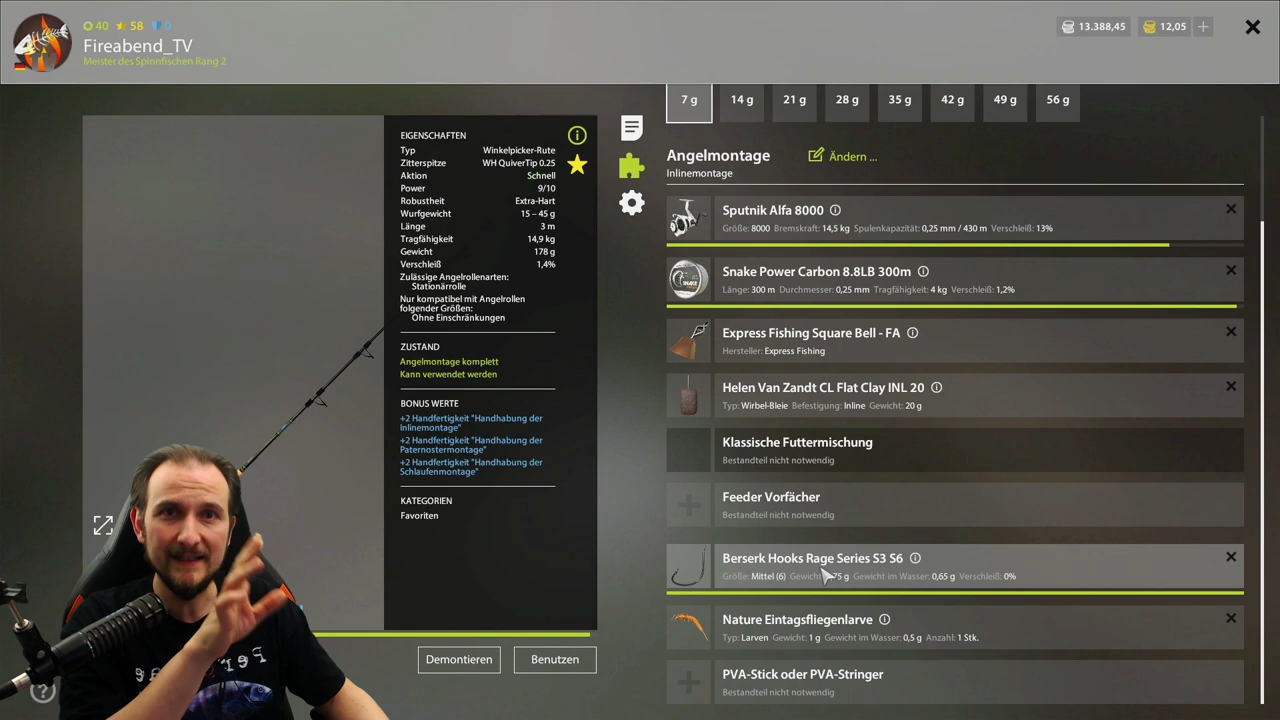 40 58 0
Fireabend_TV
Meister des Spinnfischen Rang 2
13.388,45 12,05
7 g 14 g 21 g 28 g 35 g 42 g 49 g 56 g
EIGENSCHAFTEN
Typ Winkelpicker-Rute
Zitterspitze WH QuiverTip 0.25
Aktion Schnell
Power 9/10
Robustheit Extra-Hart
Wurfgewicht 15 – 45 g
Länge 3 m
Tragfähigkeit 14,9 kg
Gewicht 178 g
Verschleiß 1,4%
Zulässige Angelrollenarten:
Stationärrolle
Nur kompatibel mit Angelrollen
folgender Größen:
Ohne Einschränkungen
ZUSTAND
Angelmontage komplett
Kann verwendet werden
BONUS WERTE
+2 Handfertigkeit "Handhabung der
Inlinemontage"
+2 Handfertigkeit "Handhabung der
Paternostermontage"
+2 Handfertigkeit "Handhabung der
Schlaufenmontage"
KATEGORIEN
Favoriten
Demontieren Benutzen
Angelmontage Ändern ...
Inlinemontage
Sputnik Alfa 8000
Größe: 8000 Bremskraft: 14,5 kg Spulenkapazität: 0,25 mm / 430 m Verschleiß: 13%
Snake Power Carbon 8.8LB 300m
Länge: 300 m Durchmesser: 0,25 mm Tragfähigkeit: 4 kg Verschleiß: 1,2%
Express Fishing Square Bell - FA
Hersteller: Express Fishing
Helen Van Zandt CL Flat Clay INL 20
Typ: Wirbel-Bleie Befestigung: Inline Gewicht: 20 g
Klassische Futtermischung
Bestandteil nicht notwendig
Feeder Vorfächer
Bestandteil nicht notwendig
Berserk Hooks Rage Series S3 S6
Größe: Mittel (6) Gewicht 75 g Gewicht im Wasser: 0,65 g Verschleiß: 0%
Nature Eintagsfliegenlarve
Typ: Larven Gewicht: 1 g Gewicht im Wasser: 0,5 g Anzahl: 1 Stk.
PVA-Stick oder PVA-Stringer
Bestandteil nicht notwendig